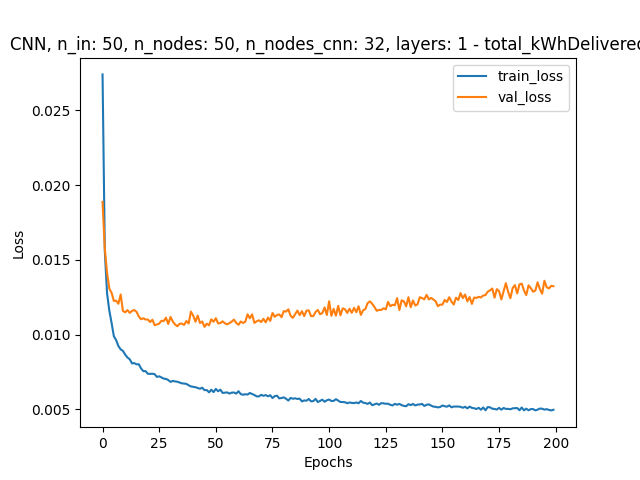 CNN, n_in: 50, n_nodes: 50, n_nodes_cnn: 32, layers: 1 - total_kWhDelivered
train_loss
val_loss
0.025
0.020
0.015
0.010
0.005
Loss
0 25 50 75 100 125 150 175 200
Epochs